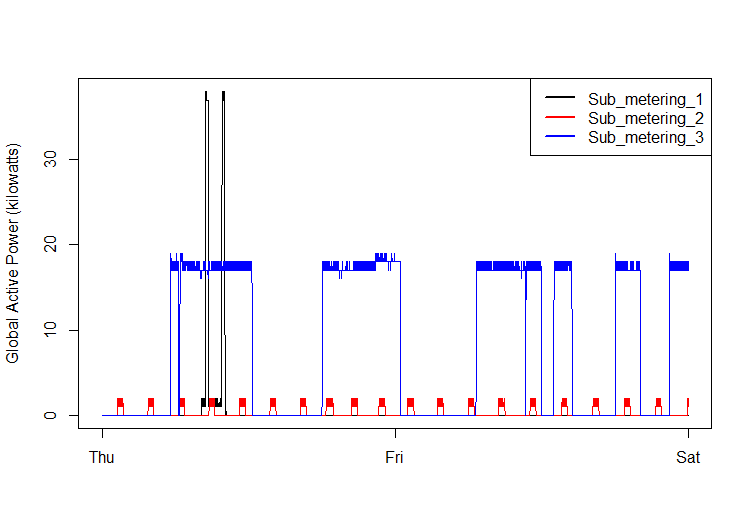 Sub_metering_1
Sub_metering_2
Sub_metering_3
Global Active Power (kilowatts)
30
20
10
0
Thu Fri Sat